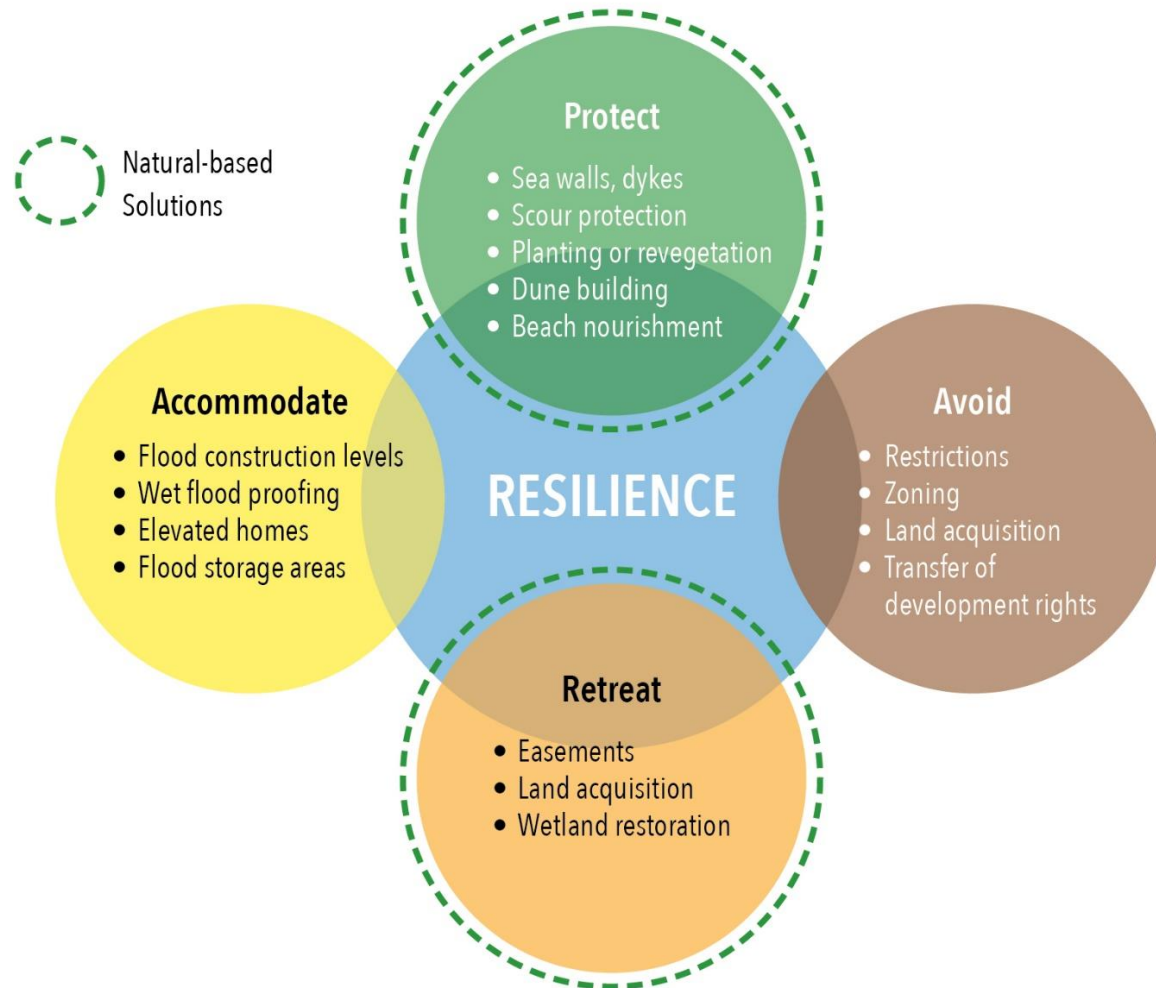 Natural-based
Solutions
Protect
• Sea walls, dykes
• Scour protection
• Planting or revegetation
• Dune building
• Beach nourishment
Accommodate
• Flood construction levels
• Wet flood proofing
• Elevated homes
• Flood storage areas
RESILIENCE
Avoid
• Restrictions
• Zoning
• Land acquisition
• Transfer of
development rights
Retreat
• Easements
• Land acquisition
• Wetland restoration